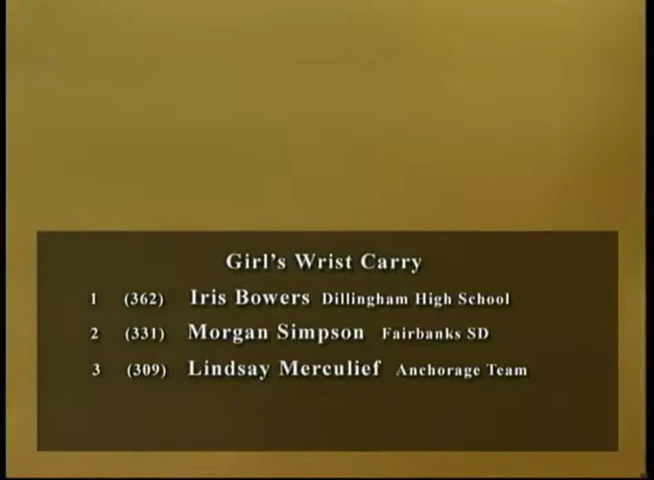 Girl's Wrist Carry
1 (362) Iris Bowers Dillingham High School
2 (331) Morgan Simpson Fairbanks SD
3 (309) Lindsay Merculief Anchorage Team